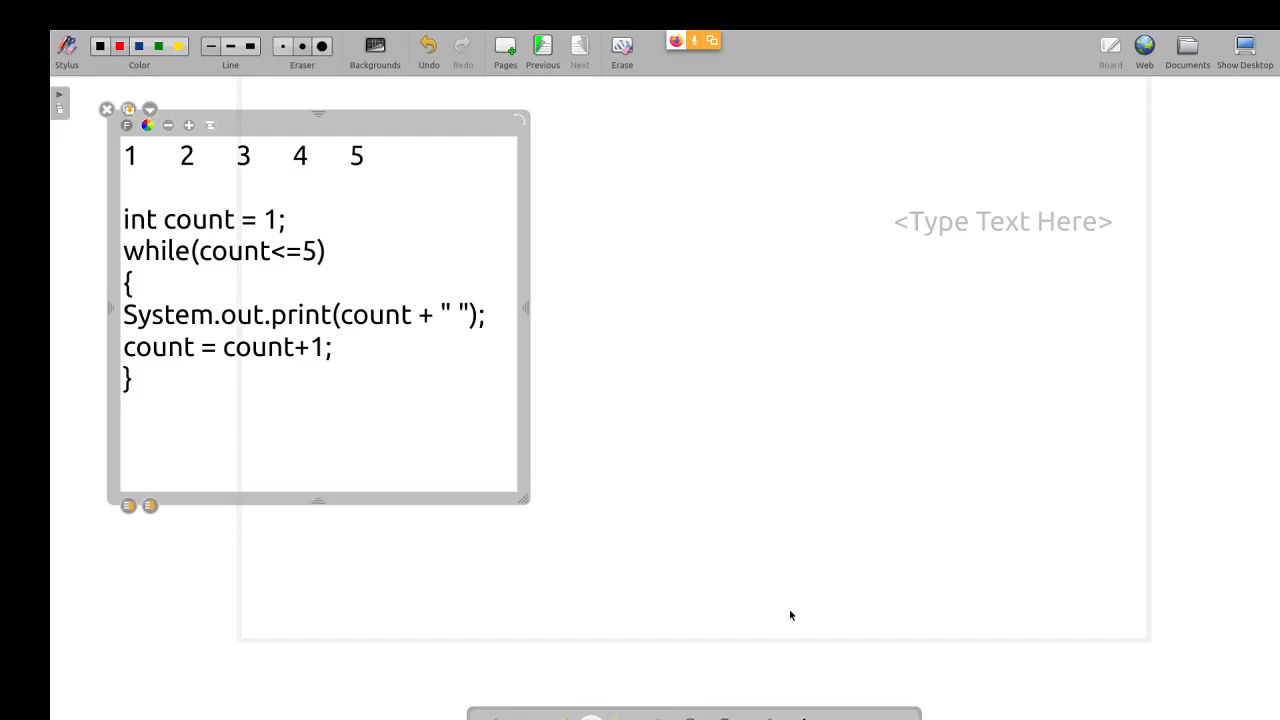 Stylus Color Line Eraser Backgrounds Undo Redo Pages Previous Next Erase Board Web Documents Show Desktop
F
1 2 3 4 5
int count = 1;
<Type Text Here>
while(count<=5)
{
System.out.print(count + " ");
count = count+1;
}